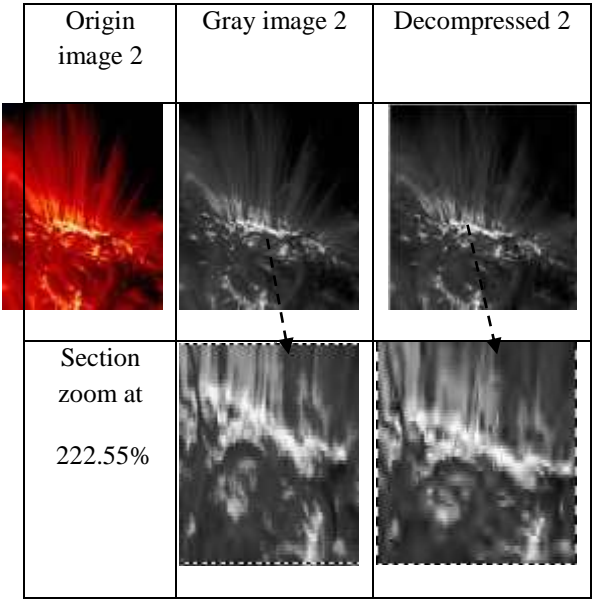 Origin
image 2
Gray image 2
Decompressed 2
Section
zoom at
222.55%